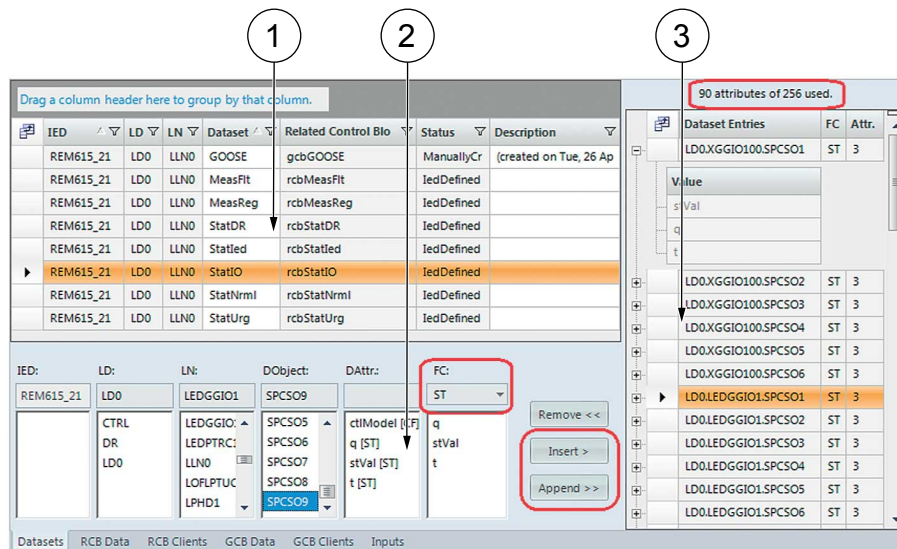 1 2 3
90 attributes of 256 used.
Drag a column header here to group by that column.
IED LD LN Dataset Related Control Blo Status Description
REM615_21 LD0 LLN0 GOOSE gcbGOOSE ManuallyCr (created on Tue, 26 Ap
REM615_21 LD0 LLN0 MeasFlt rcbMeasFlt IedDefined
REM615_21 LD0 LLN0 MeasReg rcbMeasReg IedDefined
REM615_21 LD0 LLN0 StatDR rcbStatDR IedDefined
REM615_21 LD0 LLN0 StatIed rcbStatIed IedDefined
REM615_21 LD0 LLN0 StatIO rcbStatIO IedDefined
REM615_21 LD0 LLN0 StatNrml rcbStatNrml IedDefined
REM615_21 LD0 LLN0 StatUrg rcbStatUrg IedDefined
Dataset Entries FC Attr.
LD0.XGGIO100.SPCSO1 ST 3
Value
stVal
q
t
LD0.XGGIO100.SPCSO2 ST 3
LD0.XGGIO100.SPCSO3 ST 3
LD0.XGGIO100.SPCSO4 ST 3
LD0.XGGIO100.SPCSO5 ST 3
LD0.XGGIO100.SPCSO6 ST 3
LD0.LEDGGIO1.SPCSO1 ST 3
LD0.LEDGGIO1.SPCSO2 ST 3
LD0.LEDGGIO1.SPCSO3 ST 3
LD0.LEDGGIO1.SPCSO4 ST 3
LD0.LEDGGIO1.SPCSO5 ST 3
LD0.LEDGGIO1.SPCSO6 ST 3
IED: LD: LN: DObject: DAttr.: FC:
REM615_21 LD0 LEDGGIO1 SPCSO9 ST
CTRL LEDGGIO: SPCSO5 ctlModel [CF] q
DR LEDPTRC1 SPCSO6 q [ST] stVal
LD0 LLN0 SPCSO7 stVal [ST] t
LOFLPTUC SPCSO8 t [ST]
LPHD1 SPCSO9
Remove <<
Insert >
Append >>
Datasets RCB Data RCB Clients GCB Data GCB Clients Inputs